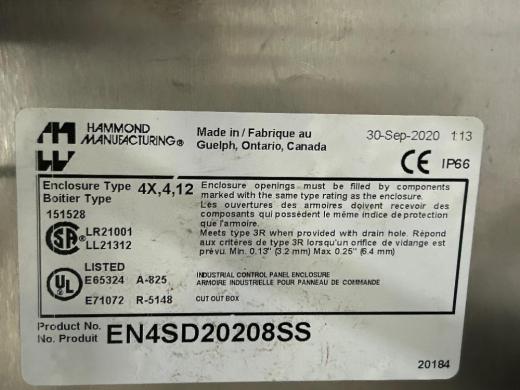 HAMMOND
MANUFACTURING®
Made in / Fabrique au
Guelph, Ontario, Canada
30-Sep-2020 1:13
CE IP66
Enclosure Type 4X,4,12
Boitier Type
151528
SA LR21001
LL21312
Enclosure openings must be filled by components
marked with the same type rating as the enclosure.
Les ouvertures des armoires doivent recevoir des
composants qui possèdent le même indice de protection
que l'armoire.
Meets type 3R when provided with drain hole. Répond
aux critères de type 3R lorsqu'un orifice de vidange est
prévu. Min. 0.13" (3.2 mm) Max 0.25" (6.4 mm)
LISTED
UL E65324 A-825
INDUSTRIAL CONTROL PANEL ENCLOSURE
ARMOIRE INDUSTRIELLE POUR PANNEAU DE COMMANDE
E71072 R-5148 CUT OUT BOX
Product No. EN4SD20208SS
No. Produit
20184